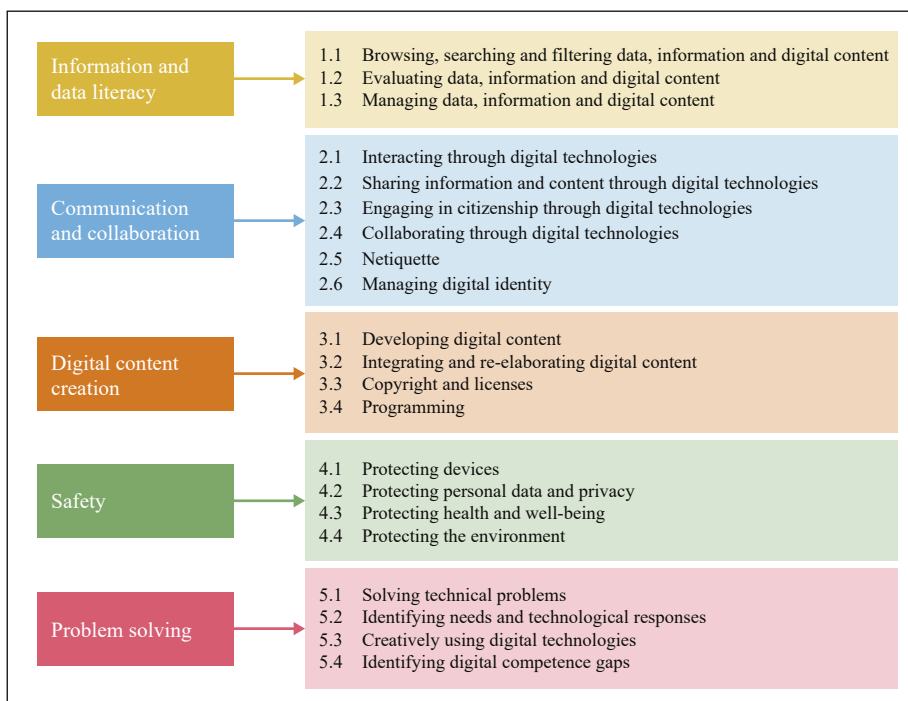 Information and
data literacy
1.1 Browsing, searching and filtering data, information and digital content
1.2 Evaluating data, information and digital content
1.3 Managing data, information and digital content
Communication
and collaboration
2.1 Interacting through digital technologies
2.2 Sharing information and content through digital technologies
2.3 Engaging in citizenship through digital technologies
2.4 Collaborating through digital technologies
2.5 Netiquette
2.6 Managing digital identity
Digital content
creation
3.1 Developing digital content
3.2 Integrating and re-elaborating digital content
3.3 Copyright and licenses
3.4 Programming
Safety
4.1 Protecting devices
4.2 Protecting personal data and privacy
4.3 Protecting health and well-being
4.4 Protecting the environment
Problem solving
5.1 Solving technical problems
5.2 Identifying needs and technological responses
5.3 Creatively using digital technologies
5.4 Identifying digital competence gaps